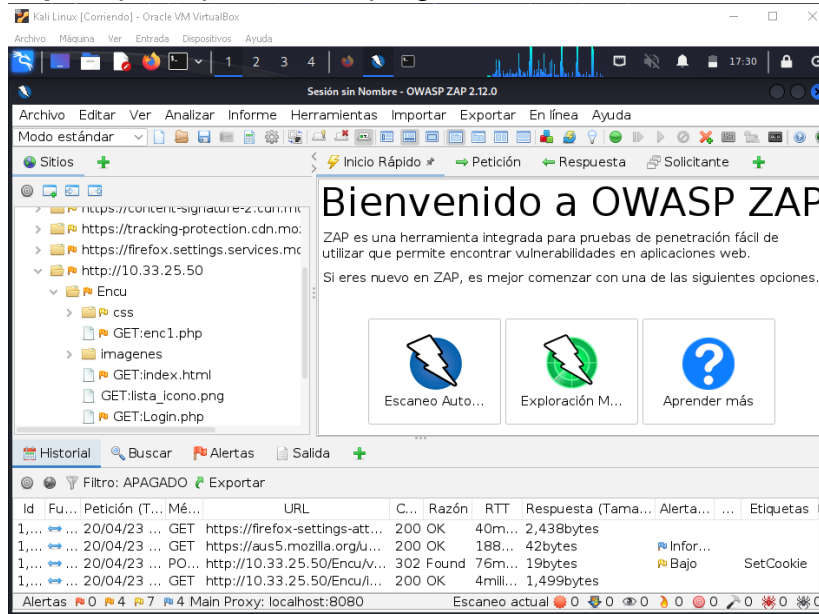 Kali Linux [Corriendo] - Oracle VM VirtualBox
Archivo Máquina Ver Entrada Dispositivos Ayuda
1 2 3 4 17:30
Sesión sin Nombre - OWASP ZAP 2.12.0
Archivo Editar Ver Analizar Informe Herramientas Importar Exportar En línea Ayuda
Modo estándar
Sitios
Inicio Rápido Petición Respuesta Solicitante
https://content-signature-2.cdn.mo
https://tracking-protection.cdn.moz
https://firefox.settings.services.mo
http://10.33.25.50
Encu
css
GET:enc1.php
imagenes
GET:index.html
GET:lista_icono.png
GET:Login.php
Bienvenido a OWASP ZAP
ZAP es una herramienta integrada para pruebas de penetración fácil de
utilizar que permite encontrar vulnerabilidades en aplicaciones web.
Si eres nuevo en ZAP, es mejor comenzar con una de las siguientes opciones.
Escaneo Auto... Exploración M... Aprender más
Historial Buscar Alertas Salida
Filtro: APAGADO Exportar
Id Fu... Petición (T... Mé... URL C... Razón RTT Respuesta (Tama... Alerta... ... Etiquetas
1,... ... 20/04/23 ... GET https://firefox-settings-att... 200 OK 40m... 2,438bytes
1,... ... 20/04/23 ... GET https://aus5.mozilla.org/u... 200 OK 188... 42bytes Infor...
1,... ... 20/04/23 ... PO... http://10.33.25.50/Encu/v... 302 Found 76m... 19bytes Bajo SetCookie
1,... ... 20/04/23 ... GET http://10.33.25.50/Encu/i... 200 OK 4mili... 1,499bytes
Alertas 0 4 7 4 Main Proxy: localhost:8080 Escaneo actual 0 0 0 0 0 0 0